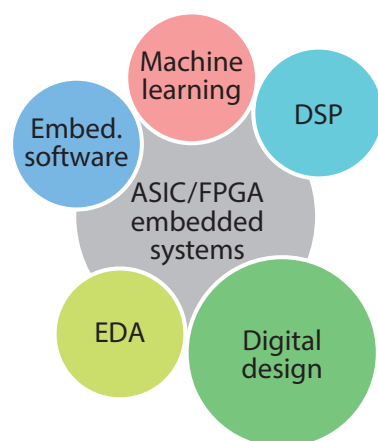 Machine
learning
DSP
Embed.
software
ASIC/FPGA
embedded
systems
EDA
Digital
design